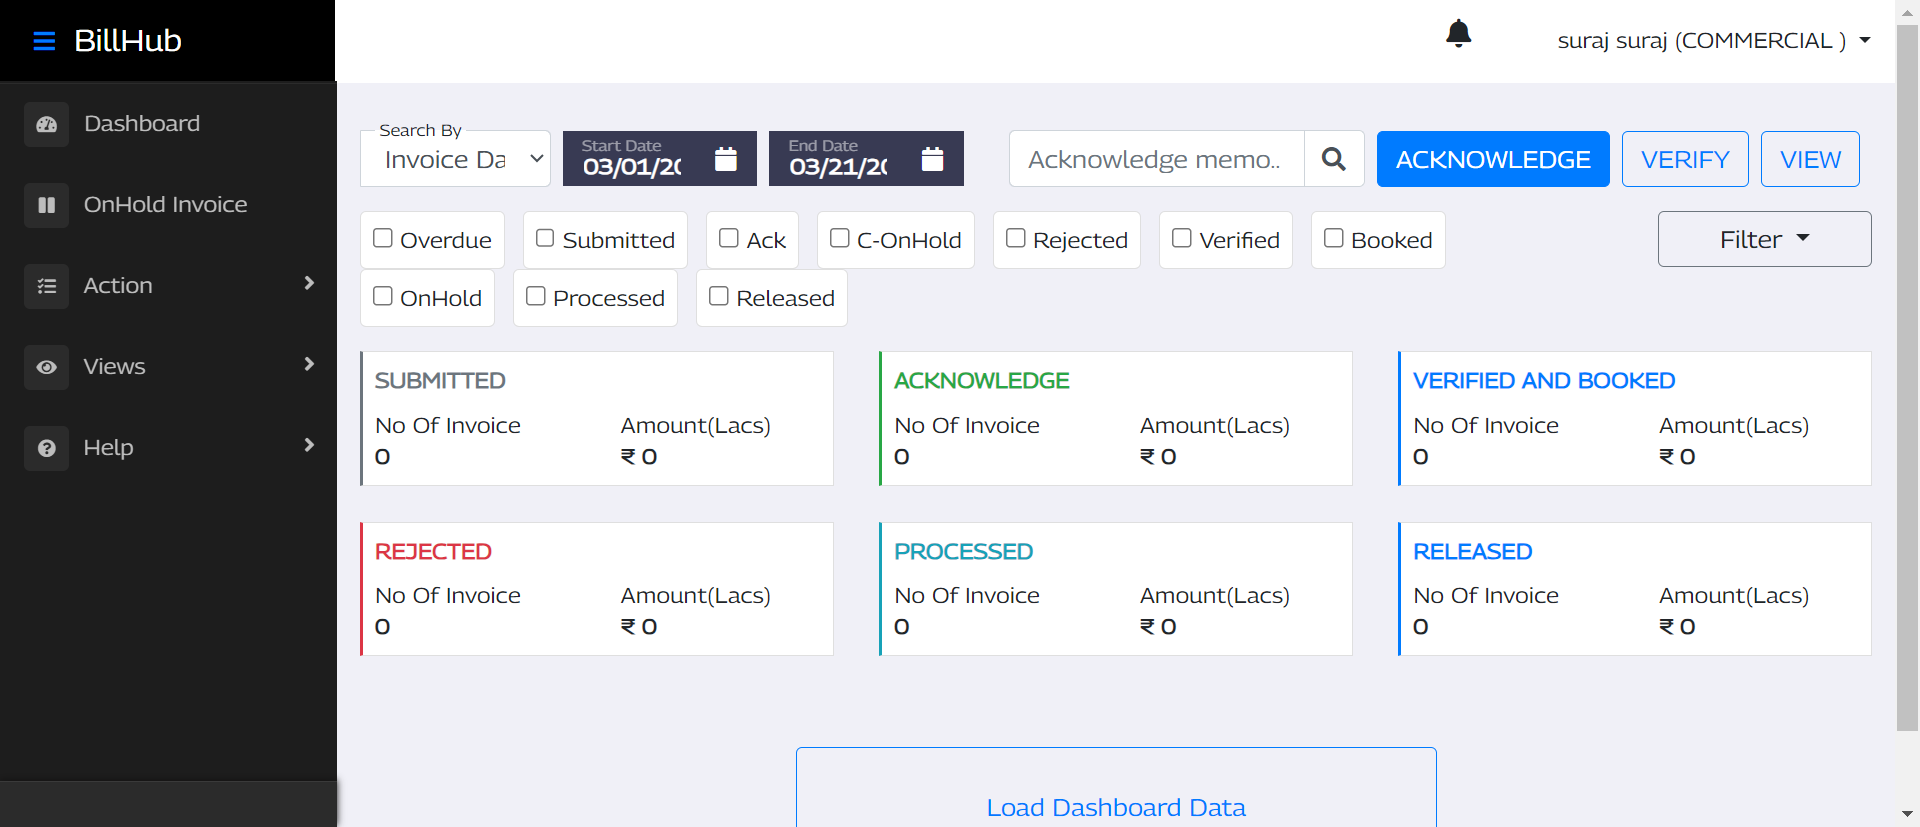 BillHub
suraj suraj (COMMERCIAL )
Dashboard
OnHold Invoice
Action
Views
Help
Search By
Invoice Da
Start Date
03/01/20
End Date
03/21/20
Acknowledge memo..
ACKNOWLEDGE
VERIFY
VIEW
Overdue
Submitted
Ack
C-OnHold
Rejected
Verified
Booked
Filter
OnHold
Processed
Released
SUBMITTED
No Of Invoice Amount(Lacs)
0 ₹ 0
ACKNOWLEDGE
No Of Invoice Amount(Lacs)
0 ₹ 0
VERIFIED AND BOOKED
No Of Invoice Amount(Lacs)
0 ₹ 0
REJECTED
No Of Invoice Amount(Lacs)
0 ₹ 0
PROCESSED
No Of Invoice Amount(Lacs)
0 ₹ 0
RELEASED
No Of Invoice Amount(Lacs)
0 ₹ 0
Load Dashboard Data